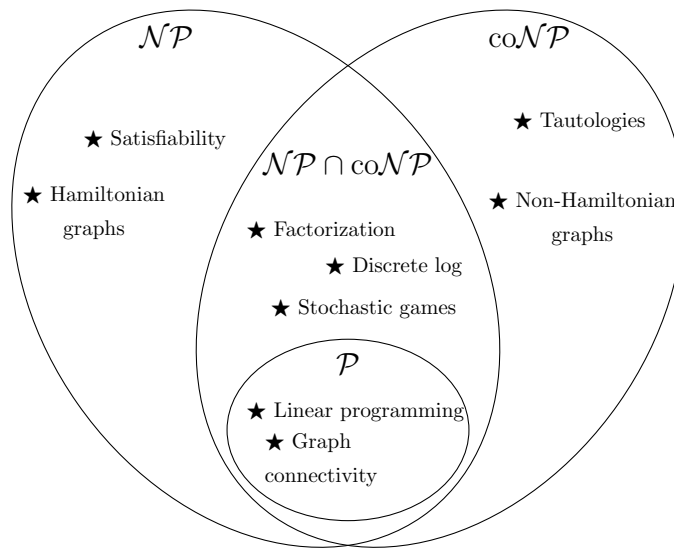 𝒩𝒫
co𝒩𝒫
★ Tautologies
★ Satisfiability
𝒩𝒫 ∩ co𝒩𝒫
★ Hamiltonian
graphs
★ Non-Hamiltonian
graphs
★ Factorization
★ Discrete log
★ Stochastic games
𝒫
★ Linear programming
★ Graph
connectivity